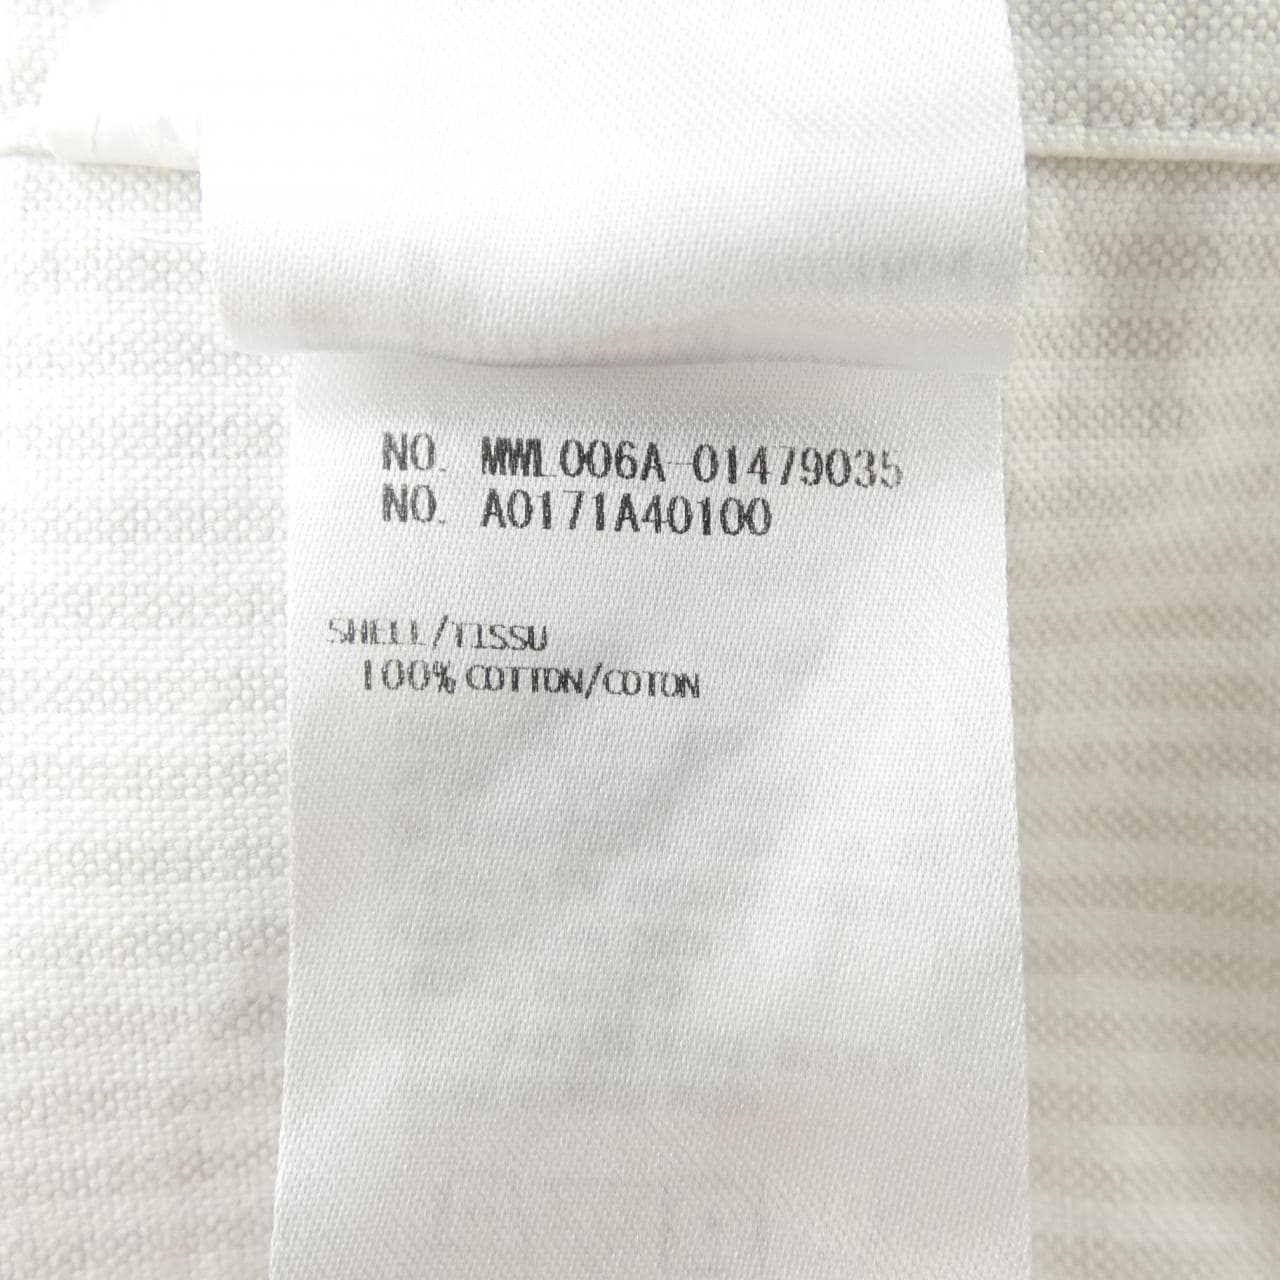 NO. MWL006A-01479035
NO. A0171A40100
SHELL/TISSU
100% COTTON/COTON